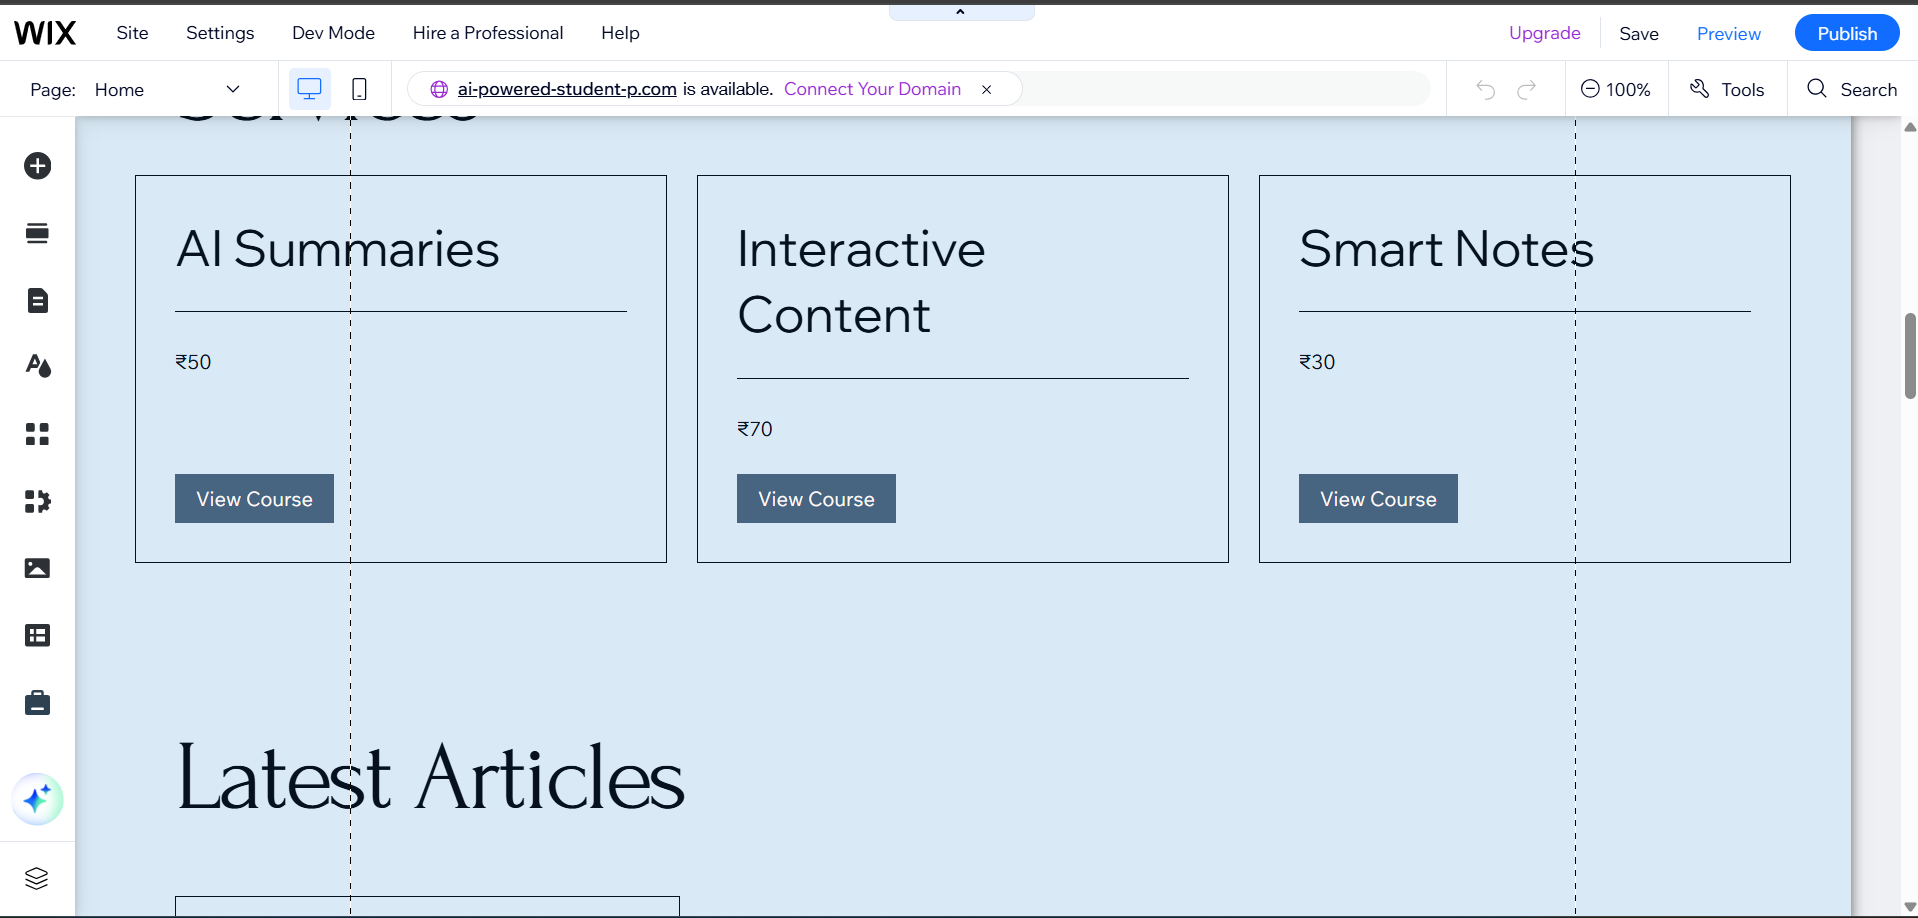 WIX Site Settings Dev Mode Hire a Professional Help Upgrade Save Preview Publish
Page: Home ai-powered-student-p.com is available. Connect Your Domain × 100% Tools Search
Services
AI Summaries
₹50
View Course
Interactive
Content
₹70
View Course
Smart Notes
₹30
View Course
Latest Articles